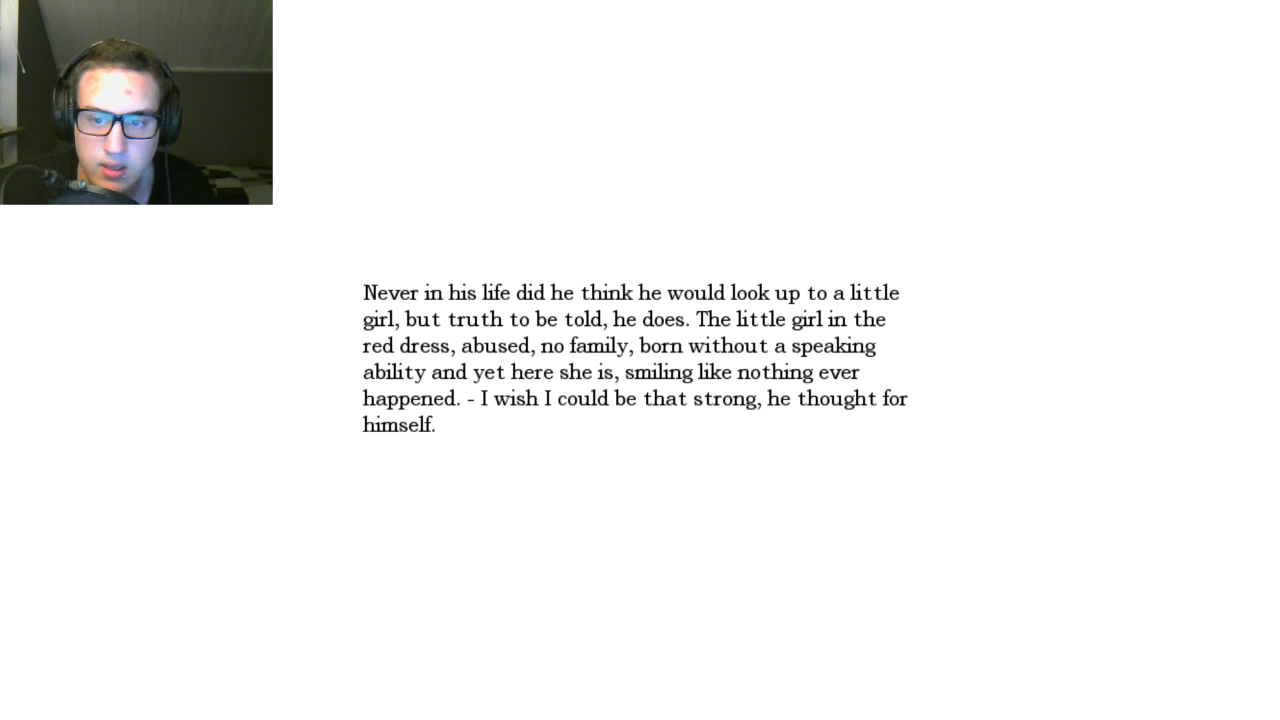 Never in his life did he think he would look up to a little
girl, but truth to be told, he does. The little girl in the
red dress, abused, no family, born without a speaking
ability and yet here she is, smiling like nothing ever
happened. - I wish I could be that strong, he thought for
himself.